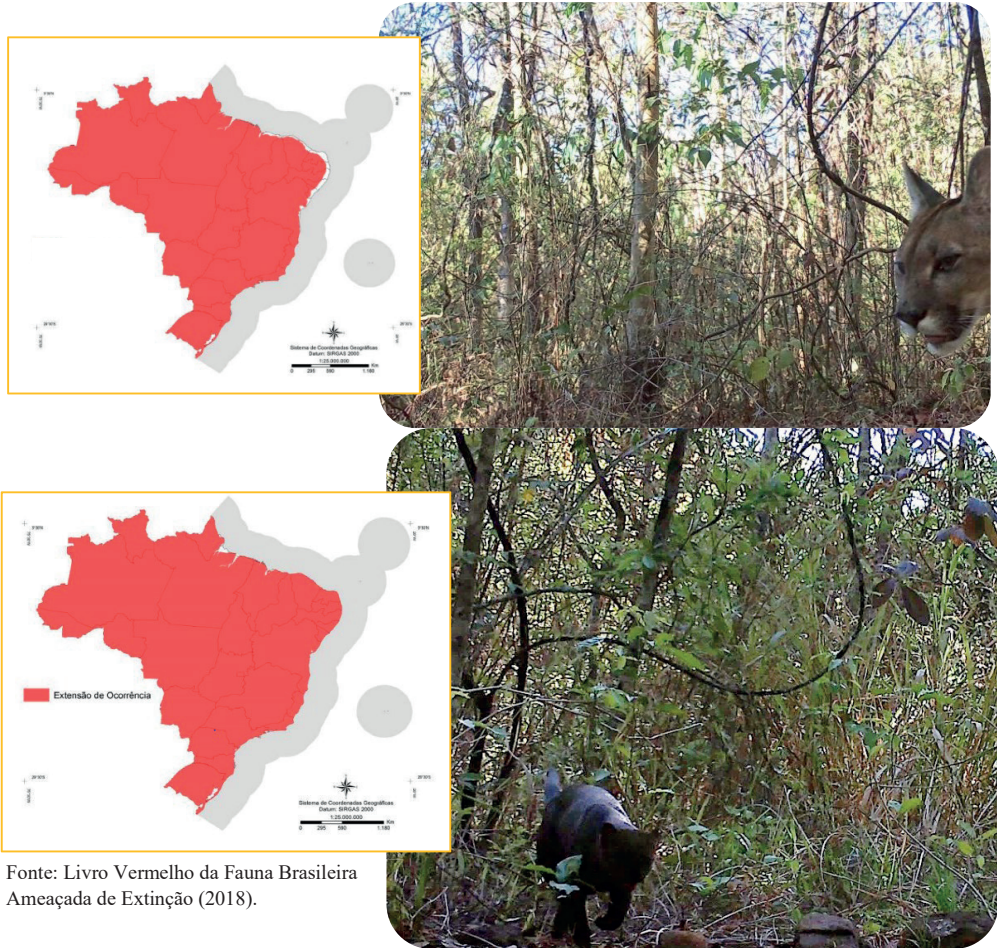 Sistema de Coordenadas Geográficas
Datum: SIRGAS 2000
1:25.000.000
0 295 590 1.180 Km
Extensão de Ocorrência
Sistema de Coordenadas Geográficas
Datum: SIRGAS 2000
1:25.000.000
0 295 590 1.180 Km
Fonte: Livro Vermelho da Fauna Brasileira
Ameaçada de Extinção (2018).